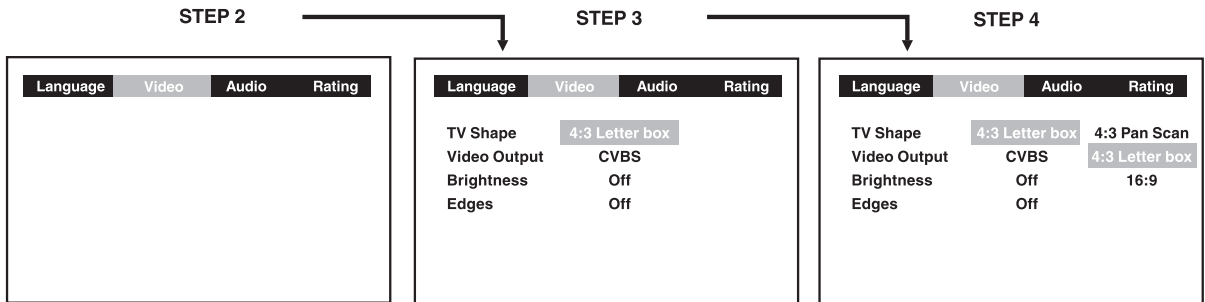 STEP 2
STEP 3
STEP 4
Language Video Audio Rating
Language Video Audio Rating
TV Shape 4:3 Letter box
Video Output CVBS
Brightness Off
Edges Off
Language Video Audio Rating
TV Shape 4:3 Letter box 4:3 Pan Scan
Video Output CVBS 4:3 Letter box
Brightness Off 16:9
Edges Off